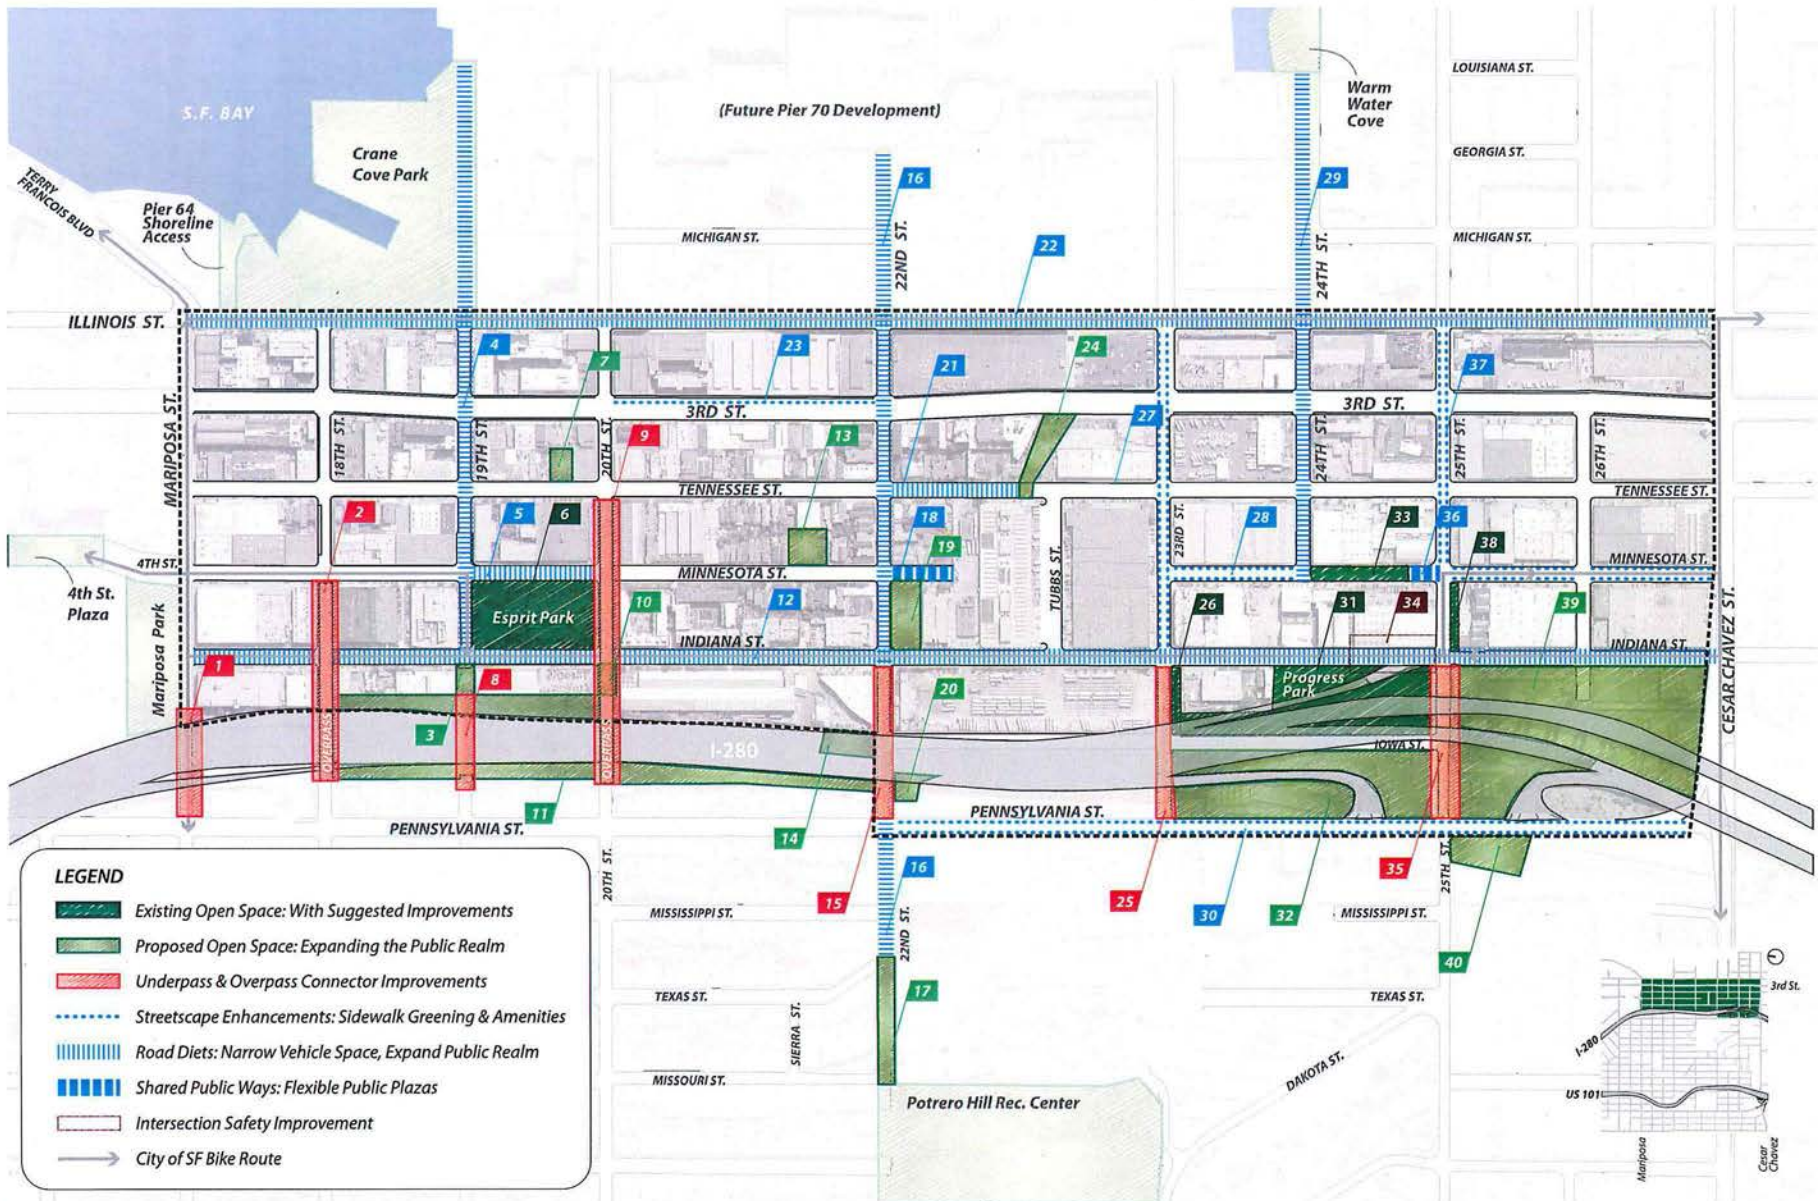 S.F. BAY
Crane
Cove Park
(Future Pier 70 Development)
Warm
Water
Cove
LOUISIANA ST.
GEORGIA ST.
TERRY
FRANCOIS BLVD
Pier 64
Shoreline
Access
MICHIGAN ST.
16
22ND ST.
22
29
24TH ST.
MICHIGAN ST.
ILLINOIS ST.
4
7
23
24
21
37
MARIPOSA ST.
18TH ST.
19TH ST.
20TH ST.
9
3RD ST.
13
27
3RD ST.
24TH ST.
25TH ST.
26TH ST.
TENNESSEE ST.
TENNESSEE ST.
2
5
6
18
19
23RD ST.
28
33
36
38
4TH ST.
MINNESOTA ST.
MINNESOTA ST.
4th St.
Plaza
Mariposa Park
Esprit Park
10
12
TUBBS ST.
26
31
34
39
INDIANA ST.
INDIANA ST.
CESAR CHAVEZ ST.
1
8
3
20
Progress
Park
OVERPASS
OVERPASS
I-280
IOWA ST.
11
14
PENNSYLVANIA ST.
PENNSYLVANIA ST.
20TH ST.
15
16
25
30
32
35
25TH ST.
40
MISSISSIPPI ST.
22ND ST.
MISSISSIPPI ST.
TEXAS ST.
17
TEXAS ST.
SIERRA ST.
MISSOURI ST.
DAKOTA ST.
Potrero Hill Rec. Center
LEGEND
Existing Open Space: With Suggested Improvements
Proposed Open Space: Expanding the Public Realm
Underpass & Overpass Connector Improvements
Streetscape Enhancements: Sidewalk Greening & Amenities
Road Diets: Narrow Vehicle Space, Expand Public Realm
Shared Public Ways: Flexible Public Plazas
Intersection Safety Improvement
City of SF Bike Route
3rd St.
I-280
US 101
Mariposa
Cesar
Chavez